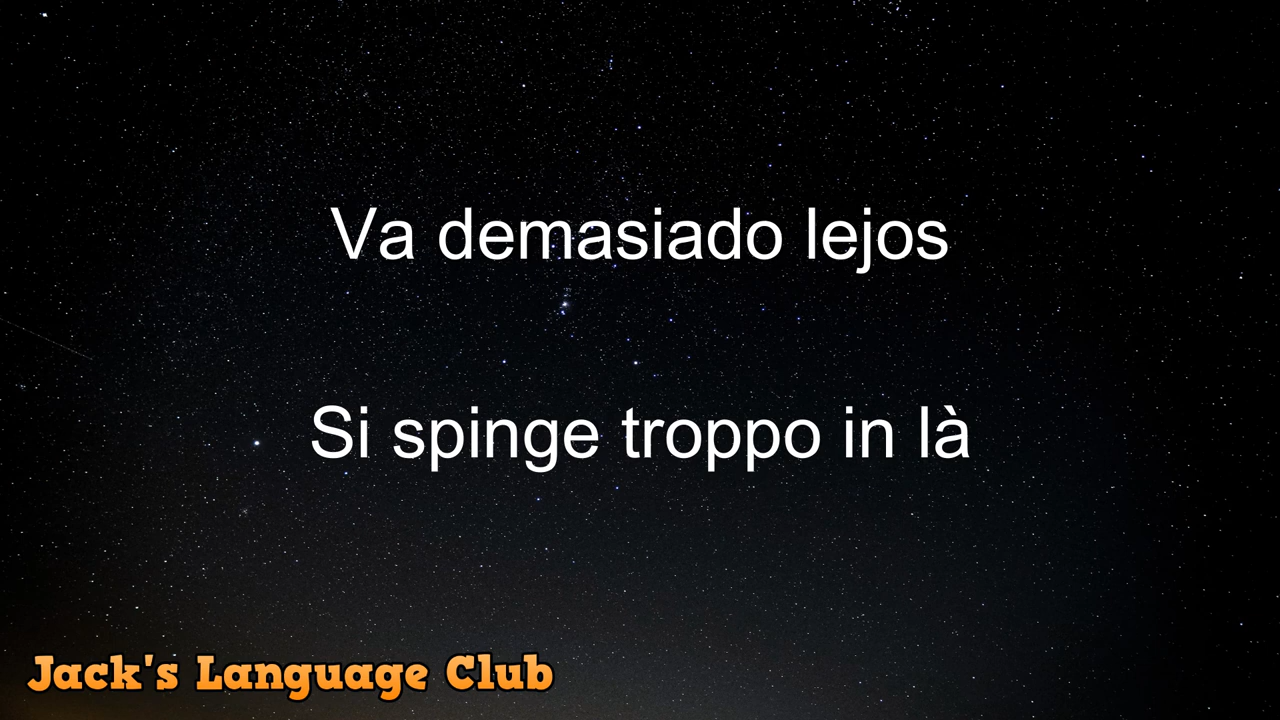 Va demasiado lejos
Si spinge troppo in là
Jack's Language Club